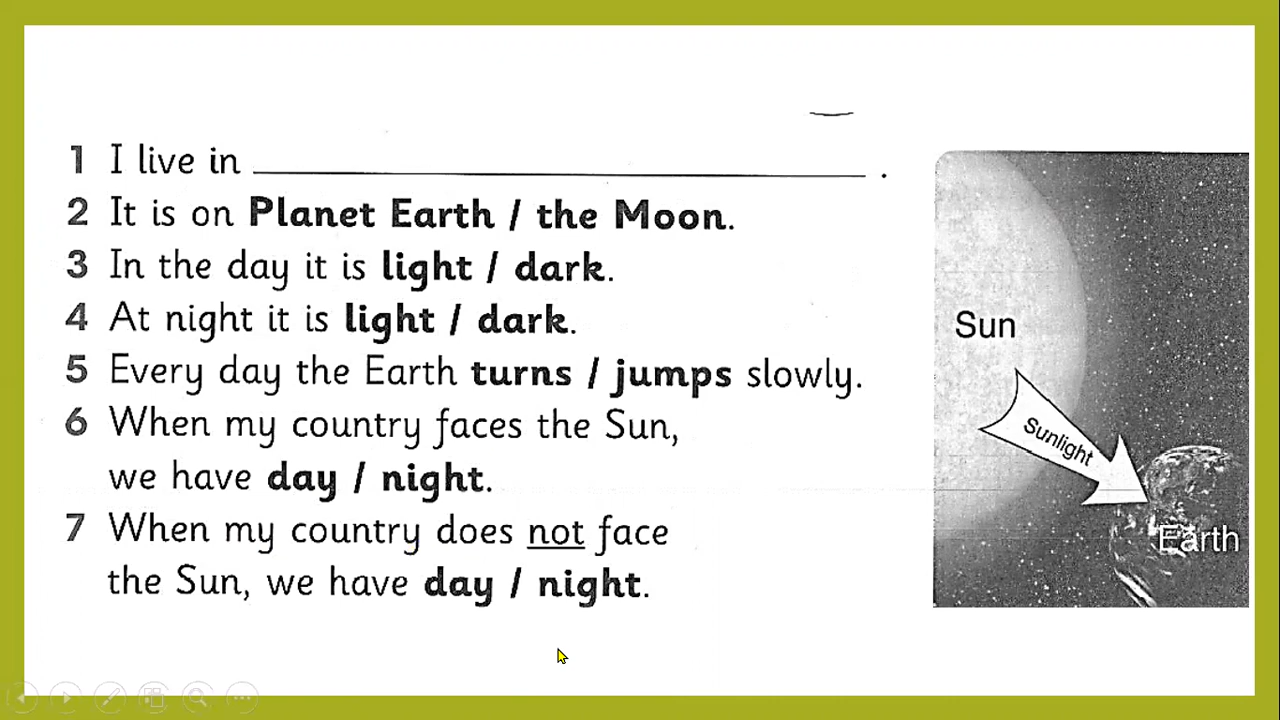 1 I live in ______________________________ .
2 It is on Planet Earth / the Moon.
3 In the day it is light / dark.
4 At night it is light / dark.
5 Every day the Earth turns / jumps slowly.
6 When my country faces the Sun,
we have day / night.
7 When my country does not face
the Sun, we have day / night.
Sun
Sunlight
Earth